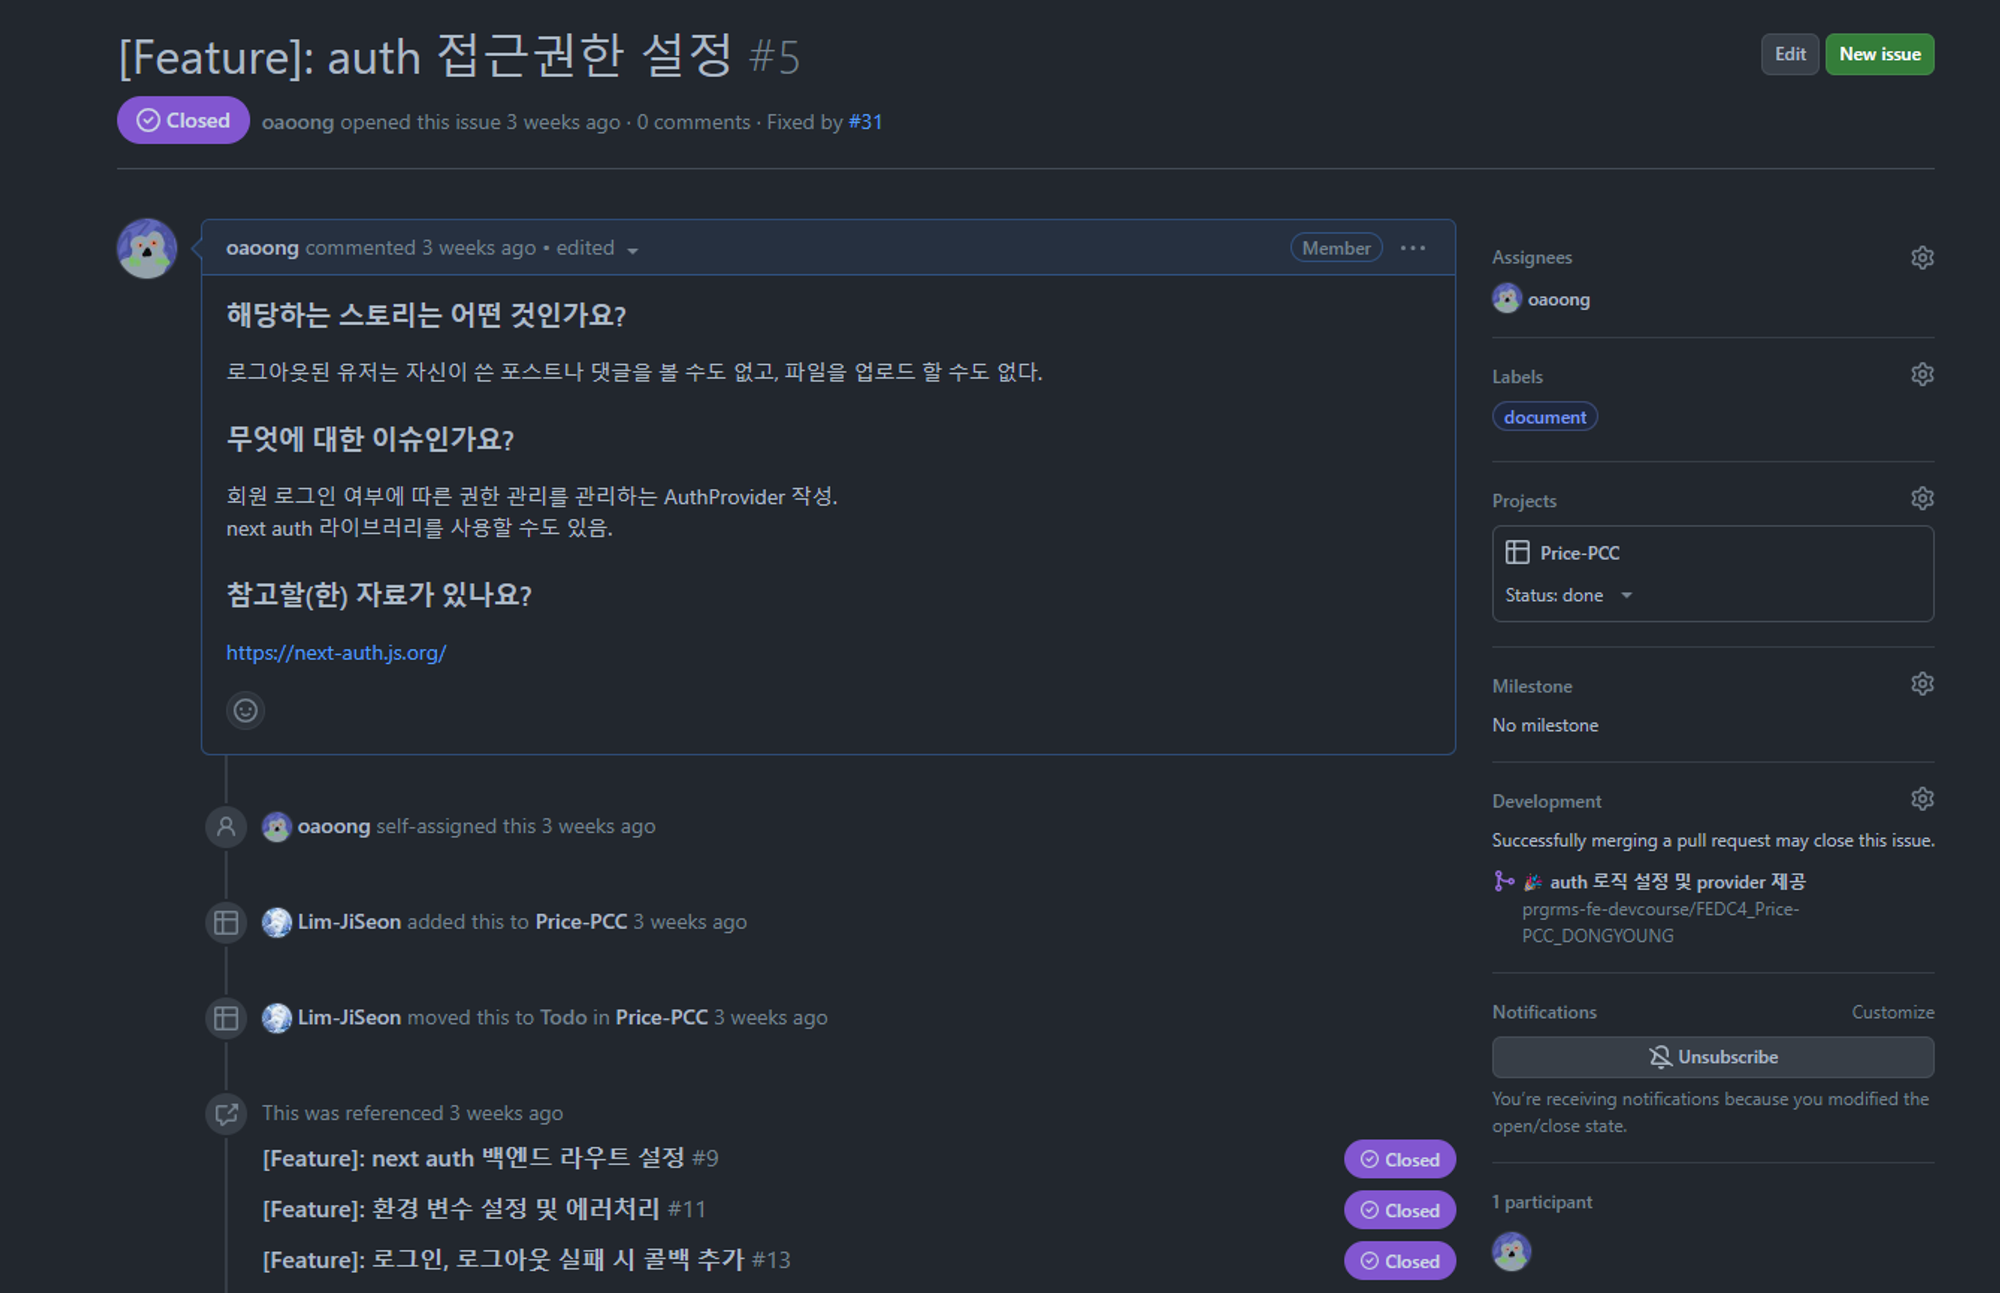 [Feature]: auth 접근권한 설정 #5
Edit
New issue
Closed
oaoong opened this issue 3 weeks ago · 0 comments · Fixed by #31
oaoong commented 3 weeks ago • edited
Member
해당하는 스토리는 어떤 것인가요?
로그아웃된 유저는 자신이 쓴 포스트나 댓글을 볼 수도 없고, 파일을 업로드 할 수도 없다.
무엇에 대한 이슈인가요?
회원 로그인 여부에 따른 권한 관리를 관리하는 AuthProvider 작성.
next auth 라이브러리를 사용할 수도 있음.
참고할(한) 자료가 있나요?
https://next-auth.js.org/
oaoong self-assigned this 3 weeks ago
Lim-JiSeon added this to Price-PCC 3 weeks ago
Lim-JiSeon moved this to Todo in Price-PCC 3 weeks ago
This was referenced 3 weeks ago
[Feature]: next auth 백엔드 라우트 설정 #9
Closed
[Feature]: 환경 변수 설정 및 에러처리 #11
Closed
[Feature]: 로그인, 로그아웃 실패 시 콜백 추가 #13
Closed
Assignees
oaoong
Labels
document
Projects
Price-PCC
Status: done
Milestone
No milestone
Development
Successfully merging a pull request may close this issue.
auth 로직 설정 및 provider 제공
prgrms-fe-devcourse/FEDC4_Price-
PCC_DONGYOUNG
Notifications
Customize
Unsubscribe
You're receiving notifications because you modified the
open/close state.
1 participant